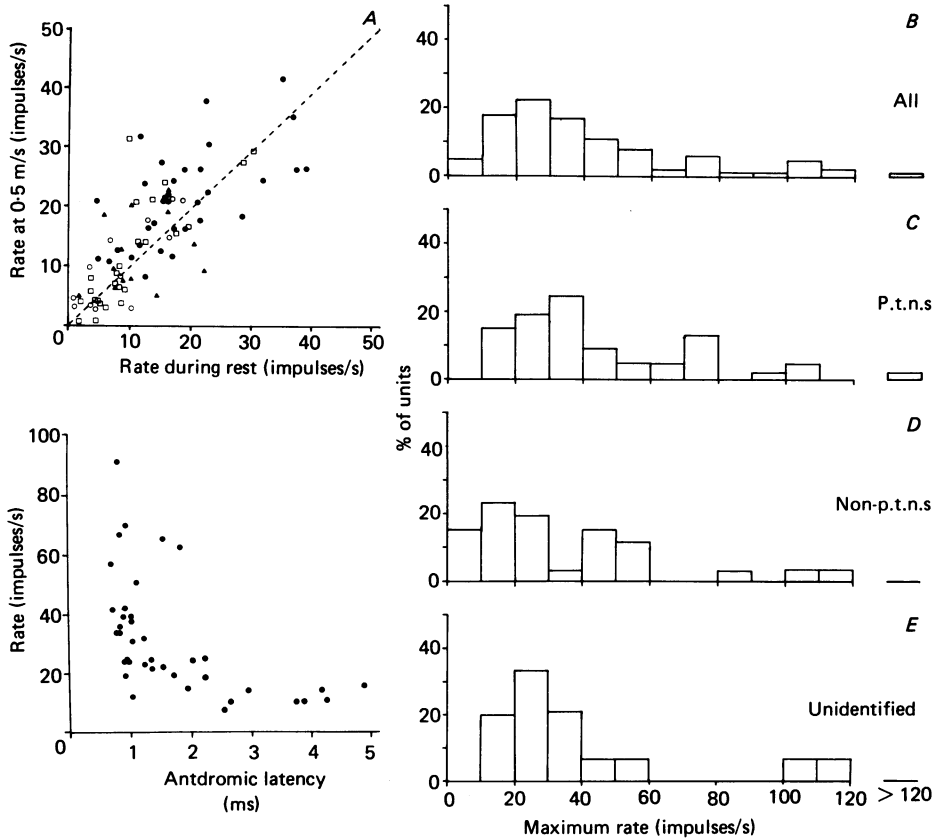 A
50
40
30
20
10
0
10
20
30
40
50
Rate at 0·5 m/s (impulses/s)
Rate during rest (impulses/s)
100
80
60
40
20
0
1
2
3
4
5
Rate (impulses/s)
Antdromic latency
(ms)
B
All
40
20
0
C
P.t.n.s
40
20
0
% of units
D
Non-p.t.n.s
40
20
0
E
Unidentified
40
20
0
0
20
40
60
80
100
120
> 120
Maximum rate (impulses/s)